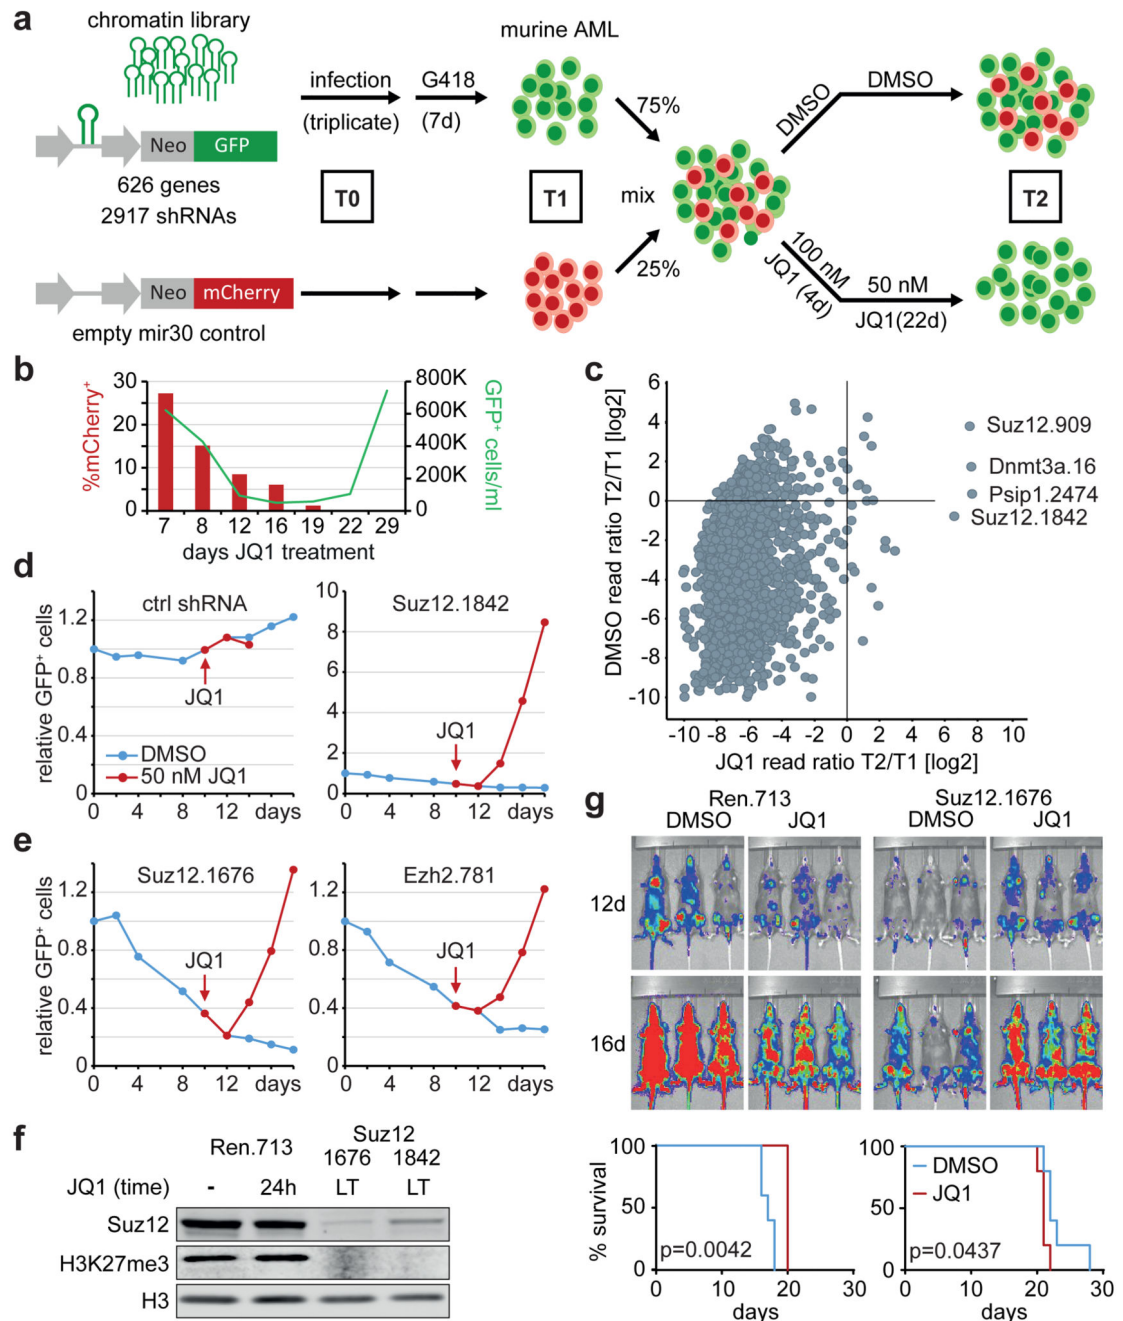 a
chromatin library
Neo GFP
626 genes
2917 shRNAs
Neo mCherry
empty mir30 control
infection
(triplicate)
G418
(7d)
T0
murine AML
T1
75%
mix
25%
DMSO
DMSO
100 nM
JQ1 (4d)
50 nM
JQ1(22d)
T2
b
%mCherry+
30
20
10
0
800K
600K
400K
200K
0
GFP+ cells/ml
7 8 12 16 19 22 29
days JQ1 treatment
c
DMSO read ratio T2/T1 [log2]
6
4
2
0
-2
-4
-6
-8
-10
Suz12.909
Dnmt3a.16
Psip1.2474
Suz12.1842
-10 -8 -6 -4 -2 0 2 4 6 8 10
JQ1 read ratio T2/T1 [log2]
d
relative GFP+ cells
ctrl shRNA
1.2
0.8
0.4
0
JQ1
DMSO
50 nM JQ1
0 4 8 12 days
Suz12.1842
10
8
6
4
2
0
JQ1
0 4 8 12 days
e
relative GFP+ cells
Suz12.1676
1.2
0.8
0.4
0
JQ1
0 4 8 12 days
Ezh2.781
1.2
0.8
0.4
0
JQ1
0 4 8 12 days
f
Ren.713
Suz12
1676 1842
JQ1 (time) - 24h LT LT
Suz12
H3K27me3
H3
g
Ren.713 Suz12.1676
DMSO JQ1 DMSO JQ1
12d
16d
% survival
100
50
0
p=0.0042
0 10 20 30
days
100
50
0
DMSO
JQ1
p=0.0437
0 10 20 30
days